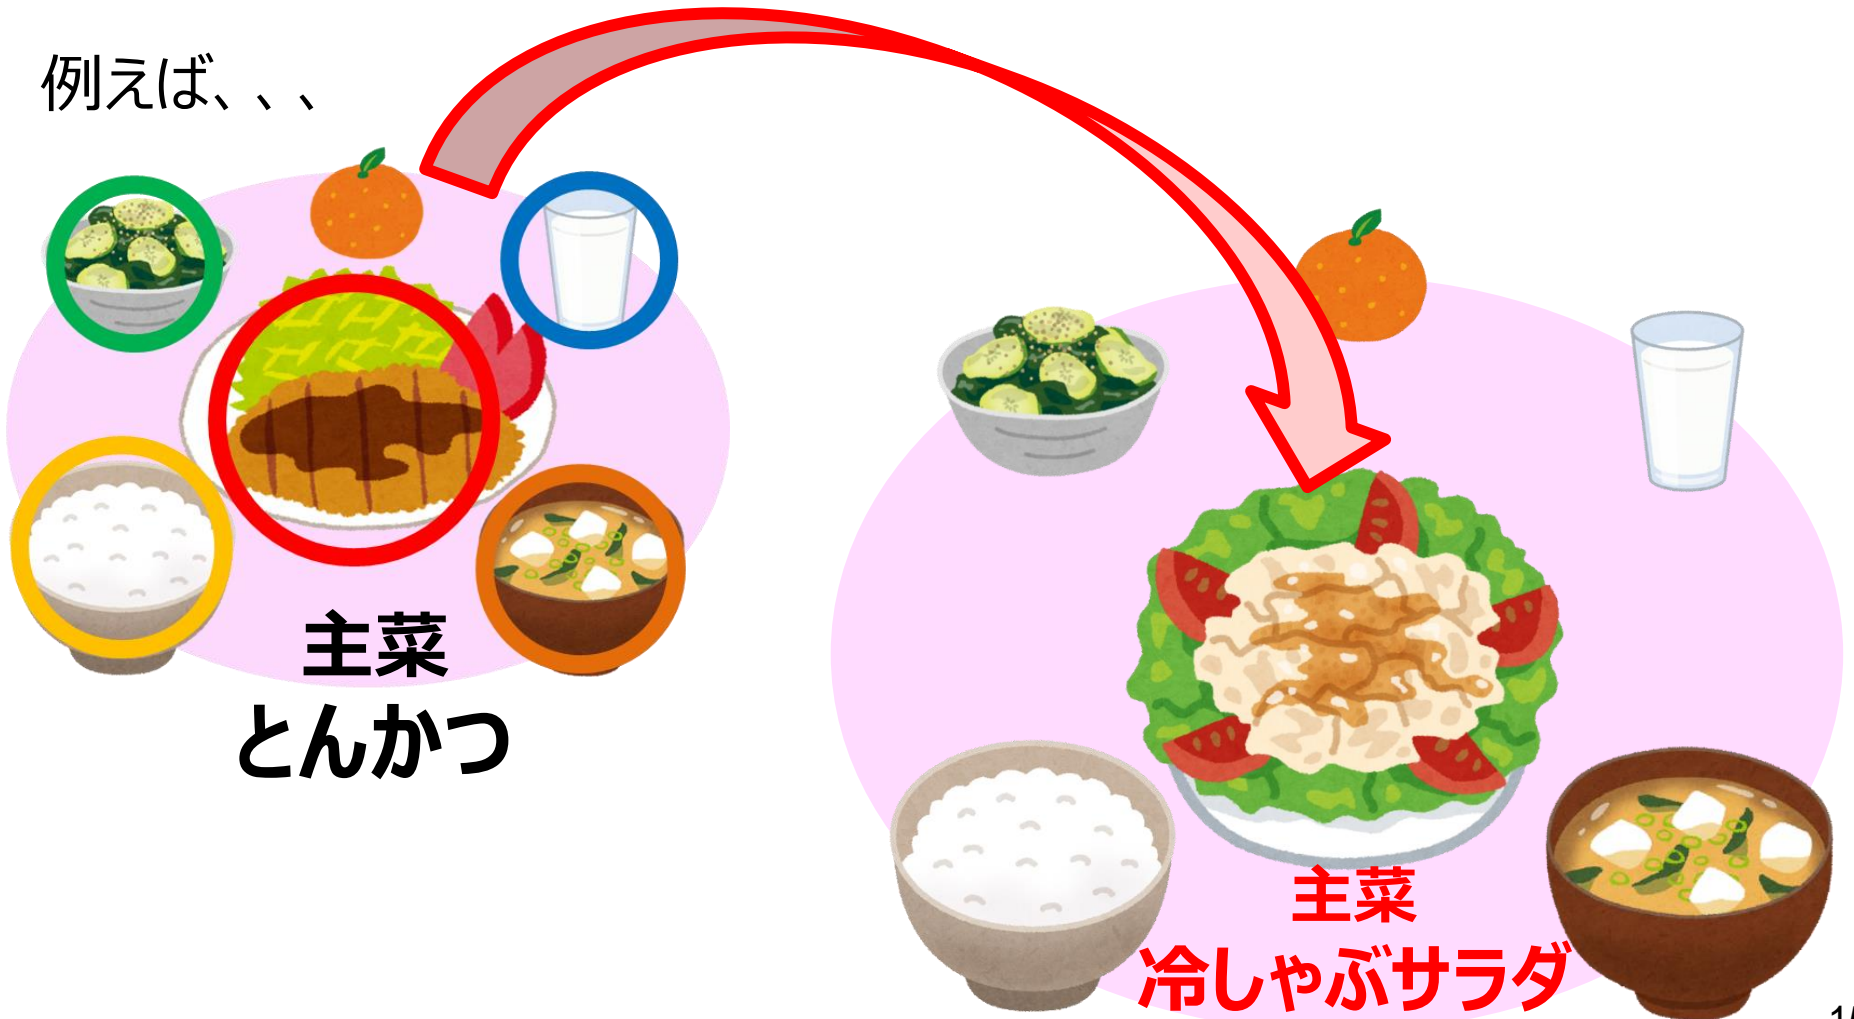 例えば、、、
主菜
とんかつ
主菜
冷しゃぶサラダ